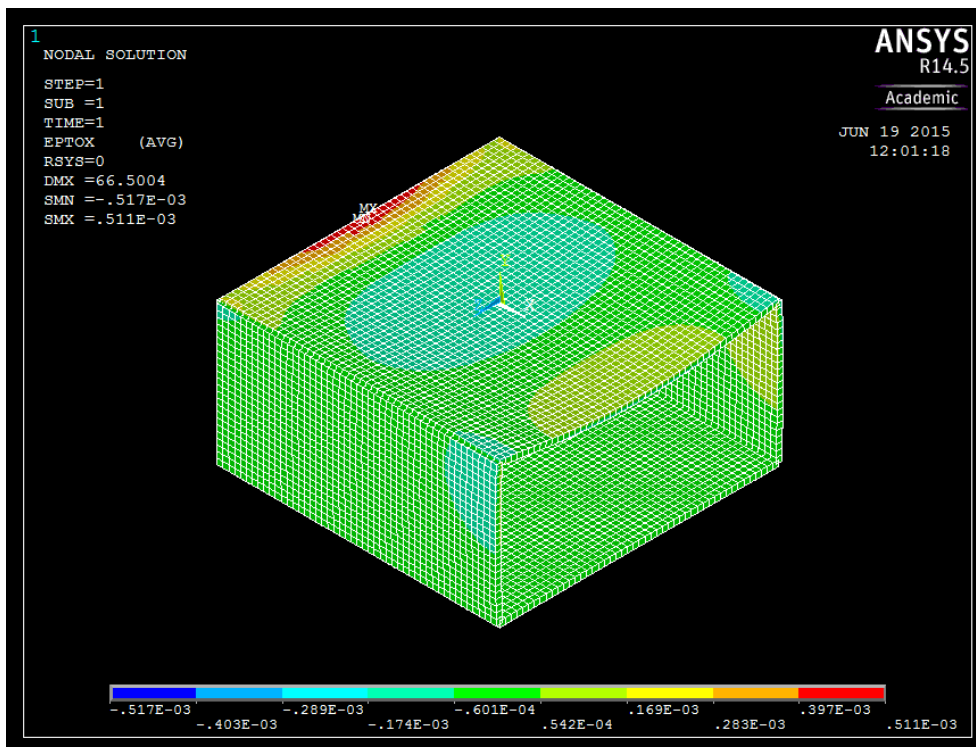 1
NODAL SOLUTION
STEP=1
SUB =1
TIME=1
EPTOX    (AVG)
RSYS=0
DMX =66.5004
SMN =-.517E-03
SMX =.511E-03
ANSYS
R14.5
Academic
JUN 19 2015
12:01:18
MX
MN
Y
X
-.517E-03
-.403E-03
-.289E-03
-.174E-03
-.601E-04
.542E-04
.169E-03
.283E-03
.397E-03
.511E-03